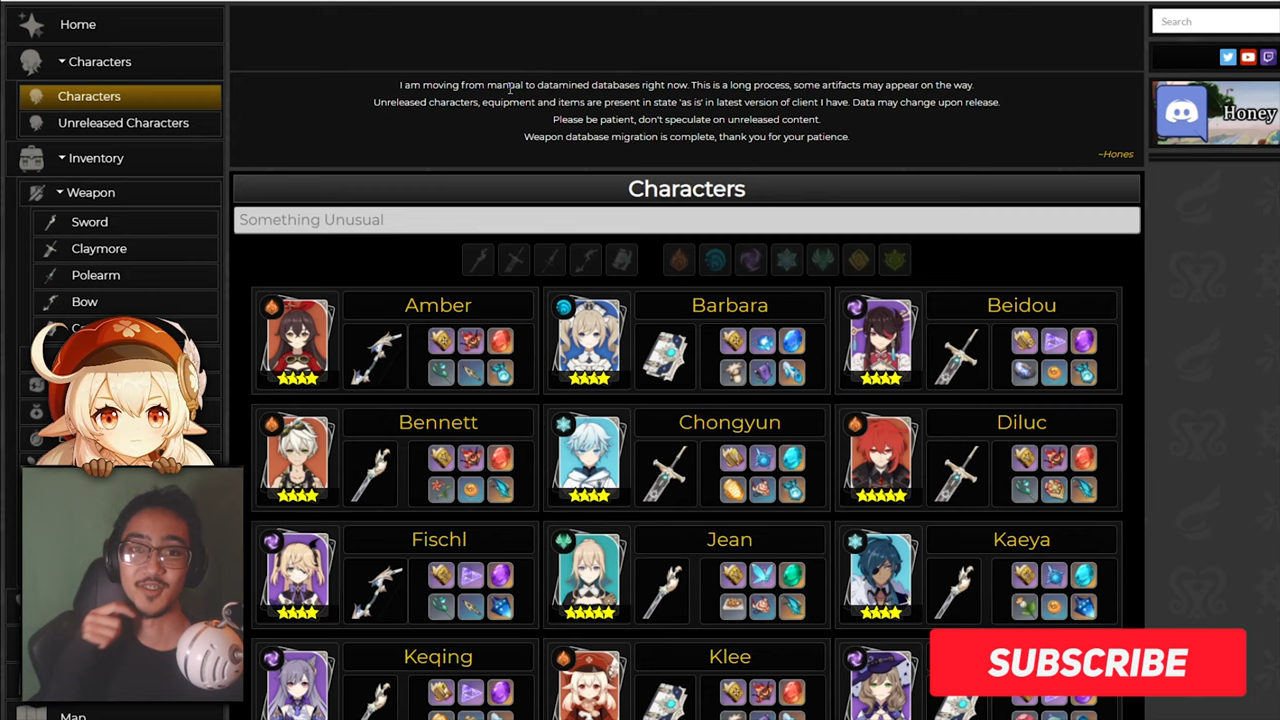 Home
Characters
Characters
Unreleased Characters
Inventory
Weapon
Sword
Claymore
Polearm
Bow
Map
I am moving from manual to datamined databases right now. This is a long process, some artifacts may appear on the way.
Unreleased characters, equipment and items are present in state 'as is' in latest version of client I have. Data may change upon release.
Please be patient, don't speculate on unreleased content.
Weapon database migration is complete, thank you for your patience.
~Hones
Characters
Something Unusual
Amber
Barbara
Beidou
Bennett
Chongyun
Diluc
Fischl
Jean
Kaeya
Keqing
Klee
Search
Honey
SUBSCRIBE